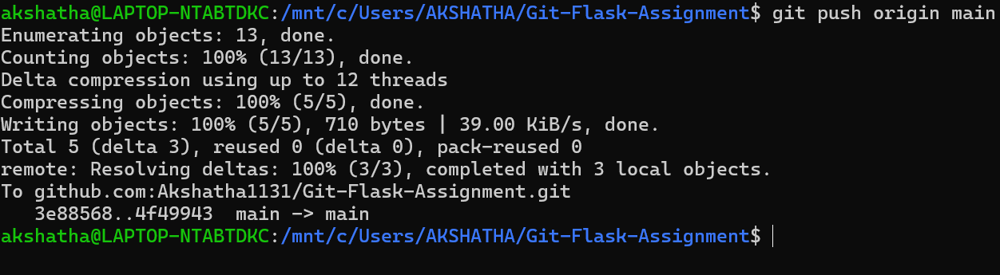 akshatha@LAPTOP-NTABTDKC:/mnt/c/Users/AKSHATHA/Git-Flask-Assignment$ git push origin main
Enumerating objects: 13, done.
Counting objects: 100% (13/13), done.
Delta compression using up to 12 threads
Compressing objects: 100% (5/5), done.
Writing objects: 100% (5/5), 710 bytes | 39.00 KiB/s, done.
Total 5 (delta 3), reused 0 (delta 0), pack-reused 0
remote: Resolving deltas: 100% (3/3), completed with 3 local objects.
To github.com:Akshatha1131/Git-Flask-Assignment.git
   3e88568..4f49943  main -> main
akshatha@LAPTOP-NTABTDKC:/mnt/c/Users/AKSHATHA/Git-Flask-Assignment$